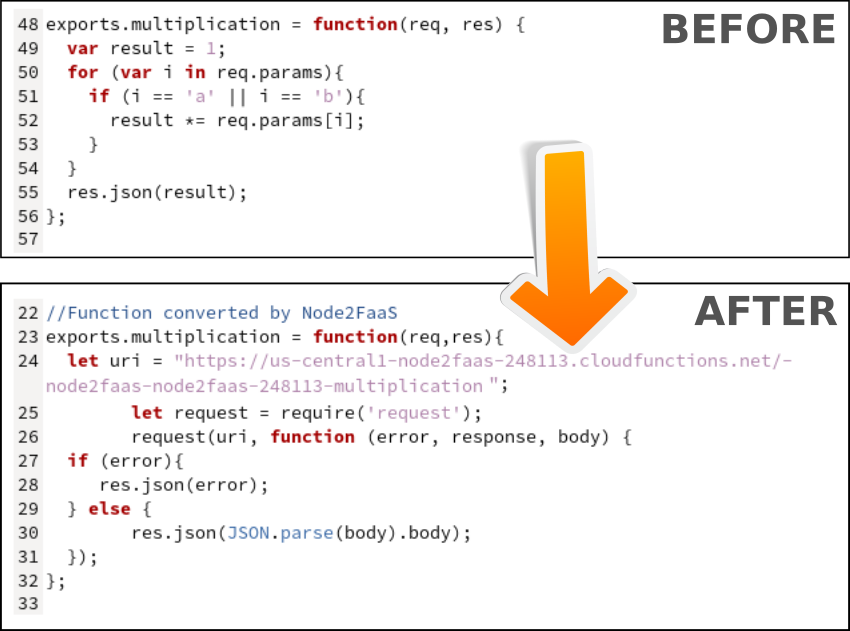 BEFORE
48 exports.multiplication = function(req, res) {
49   var result = 1;
50   for (var i in req.params){
51     if (i == 'a' || i == 'b'){
52       result *= req.params[i];
53     }
54   }
55   res.json(result);
56 };
57
AFTER
22 //Function converted by Node2FaaS
23 exports.multiplication = function(req,res){
24   let uri = "https://us-central1-node2faas-248113.cloudfunctions.net/-
node2faas-node2faas-248113-multiplication ";
25         let request = require('request');
26         request(uri, function (error, response, body) {
27   if (error){
28      res.json(error);
29   } else {
30         res.json(JSON.parse(body).body);
31   });
32 };
33